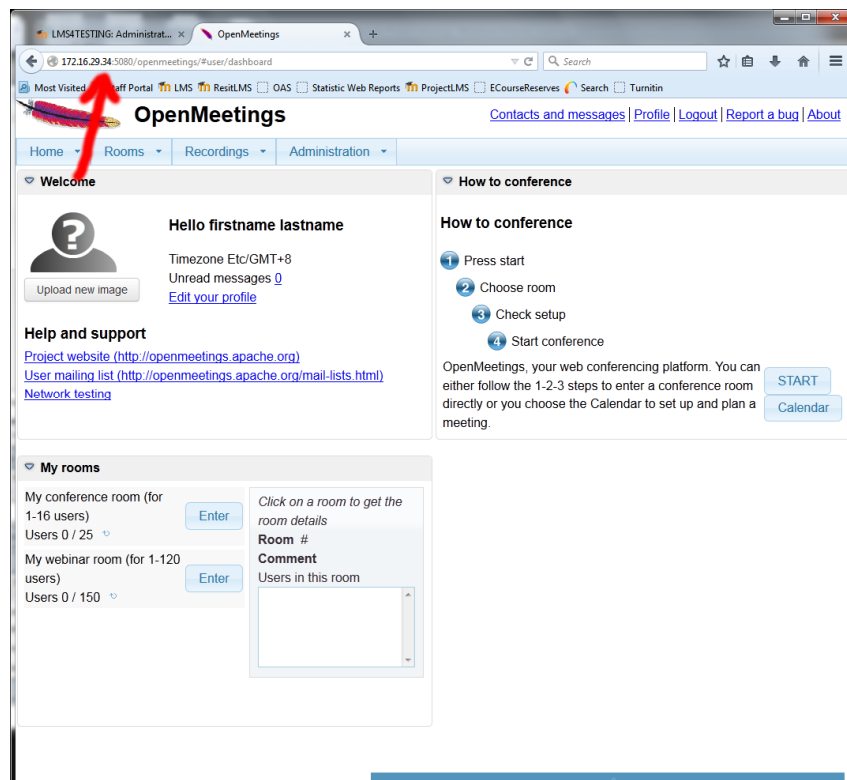 LMS4TESTING: Administrat... × OpenMeetings × +
172.16.29.34:5080/openmeetings/#user/dashboard Search
Most Visited Staff Portal LMS ResitLMS OAS Statistic Web Reports ProjectLMS ECourseReserves Search Turnitin
OpenMeetings
Contacts and messages | Profile | Logout | Report a bug | About
Home Rooms Recordings Administration
Welcome
Hello firstname lastname
Timezone Etc/GMT+8
Unread messages 0
Edit your profile
Upload new image
Help and support
Project website (http://openmeetings.apache.org)
User mailing list (http://openmeetings.apache.org/mail-lists.html)
Network testing
How to conference
How to conference
1 Press start
2 Choose room
3 Check setup
4 Start conference
OpenMeetings, your web conferencing platform. You can
either follow the 1-2-3 steps to enter a conference room
directly or you choose the Calendar to set up and plan a
meeting.
START
Calendar
My rooms
My conference room (for
1-16 users)
Users 0 / 25
Enter
My webinar room (for 1-120
users)
Users 0 / 150
Enter
Click on a room to get the
room details
Room #
Comment
Users in this room